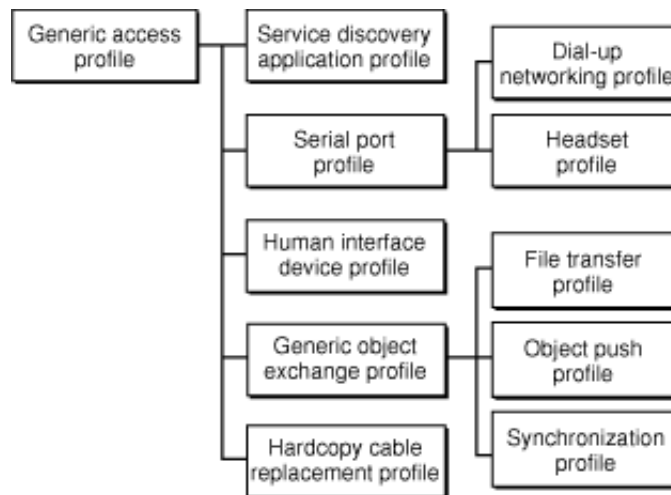 Generic access
profile
Service discovery
application profile
Serial port
profile
Human interface
device profile
Generic object
exchange profile
Hardcopy cable
replacement profile
Dial-up
networking profile
Headset
profile
File transfer
profile
Object push
profile
Synchronization
profile